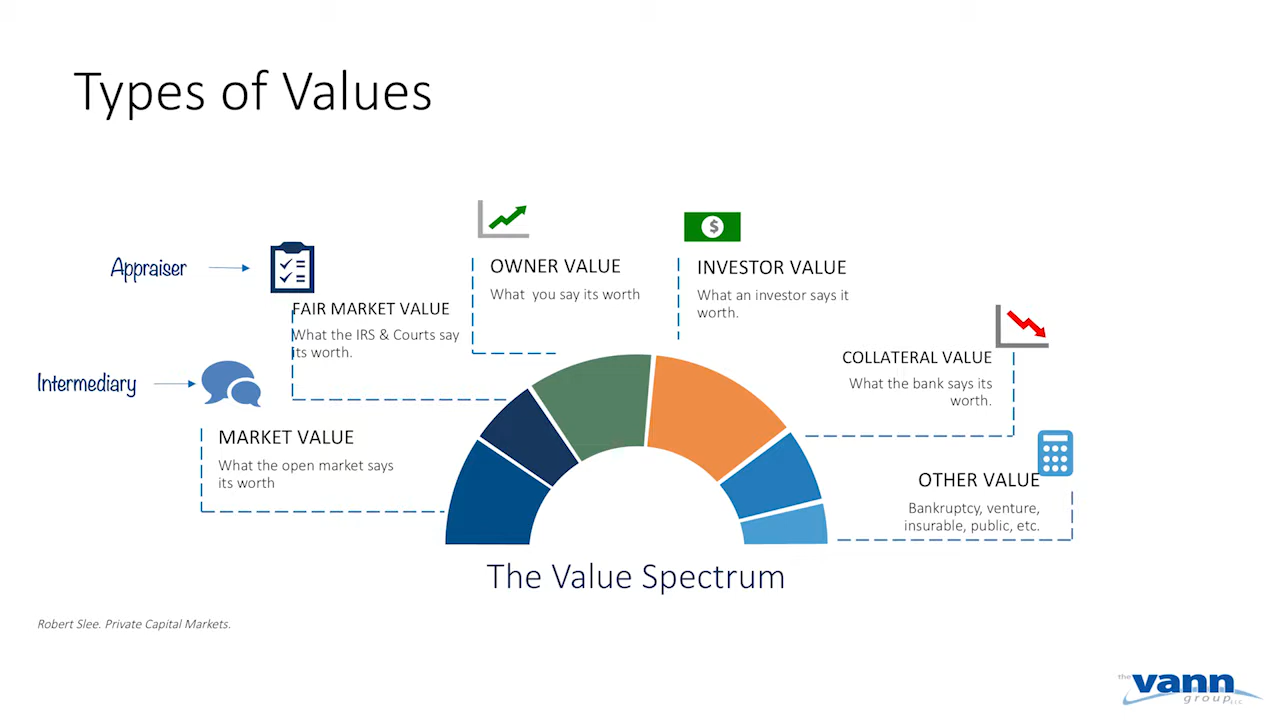 Types of Values
Appraiser
Intermediary
MARKET VALUE
What the open market says
its worth
FAIR MARKET VALUE
What the IRS & Courts say
its worth.
OWNER VALUE
What you say its worth
$
INVESTOR VALUE
What an investor says it
worth.
COLLATERAL VALUE
What the bank says its
worth.
OTHER VALUE
Bankruptcy, venture,
insurable, public, etc.
The Value Spectrum
Robert Slee. Private Capital Markets.
the
vann
group LLC